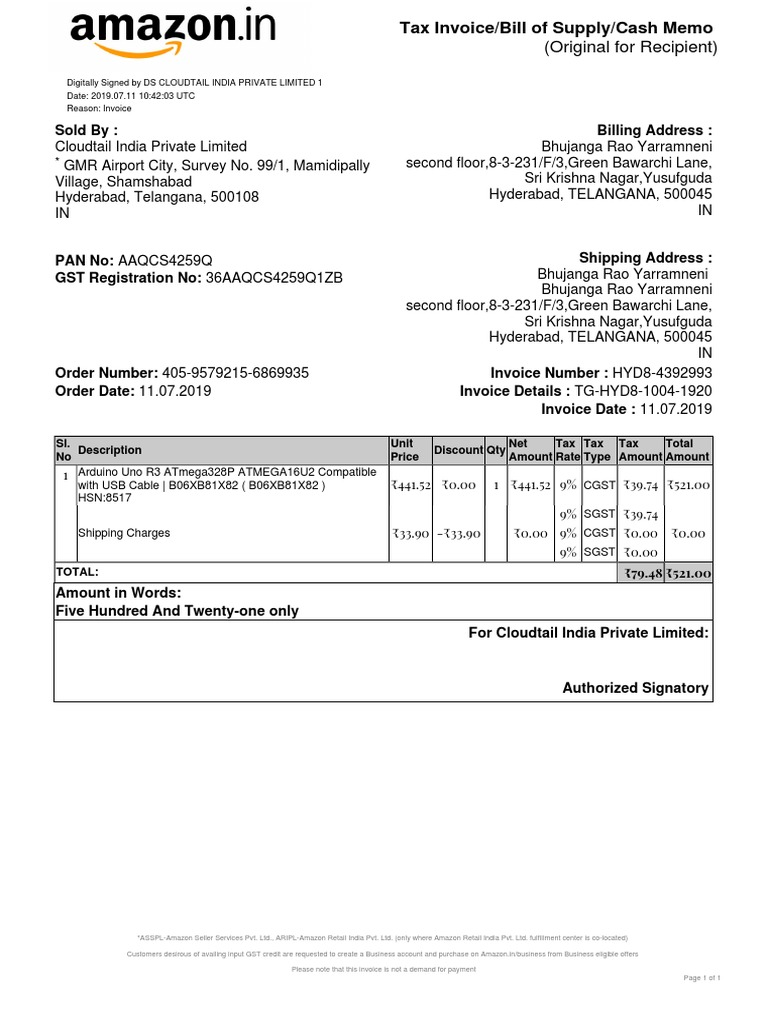 amazon.in
Tax Invoice/Bill of Supply/Cash Memo
(Original for Recipient)
Digitally Signed by DS CLOUDTAIL INDIA PRIVATE LIMITED 1
Date: 2019.07.11 10:42:03 UTC
Reason: Invoice
Sold By :
Cloudtail India Private Limited
* GMR Airport City, Survey No. 99/1, Mamidipally
Village, Shamshabad
Hyderabad, Telangana, 500108
IN
Billing Address :
Bhujanga Rao Yarramneni
second floor,8-3-231/F/3,Green Bawarchi Lane,
Sri Krishna Nagar,Yusufguda
Hyderabad, TELANGANA, 500045
IN
PAN No: AAQCS4259Q
GST Registration No: 36AAQCS4259Q1ZB
Shipping Address :
Bhujanga Rao Yarramneni
Bhujanga Rao Yarramneni
second floor,8-3-231/F/3,Green Bawarchi Lane,
Sri Krishna Nagar,Yusufguda
Hyderabad, TELANGANA, 500045
IN
Order Number: 405-9579215-6869935
Order Date: 11.07.2019
Invoice Number : HYD8-4392993
Invoice Details : TG-HYD8-1004-1920
Invoice Date : 11.07.2019
Sl. No Description Unit Price Discount Qty Net Amount Tax Rate Tax Type Tax Amount Total Amount
1 Arduino Uno R3 ATmega328P ATMEGA16U2 Compatible
with USB Cable | B06XB81X82 ( B06XB81X82 ) ₹441.52 ₹0.00 1 ₹441.52 9% CGST ₹39.74 ₹521.00
HSN:8517
9% SGST ₹39.74
Shipping Charges ₹33.90 -₹33.90 ₹0.00 9% CGST ₹0.00 ₹0.00
9% SGST ₹0.00
TOTAL: ₹79.48 ₹521.00
Amount in Words:
Five Hundred And Twenty-one only
For Cloudtail India Private Limited:
Authorized Signatory
*ASSPL-Amazon Seller Services Pvt. Ltd., ARIPL-Amazon Retail India Pvt. Ltd. (only where Amazon Retail India Pvt. Ltd. fulfillment center is co-located)
Customers desirous of availing input GST credit are requested to create a Business account and purchase on Amazon.in/business from Business eligible offers
Please note that this invoice is not a demand for payment
Page 1 of 1